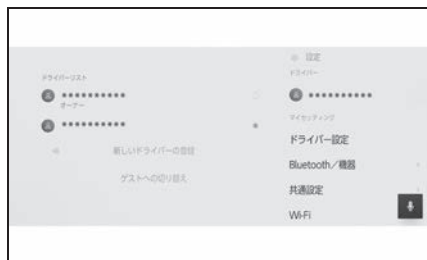 ドライバーリスト
**********
オーナー
**********
新しいドライバーの登録
ゲストへの切り替え
設定
ドライバー
**********
マイセッティング
ドライバー設定
Bluetooth／機器
共通設定
Wi-Fi